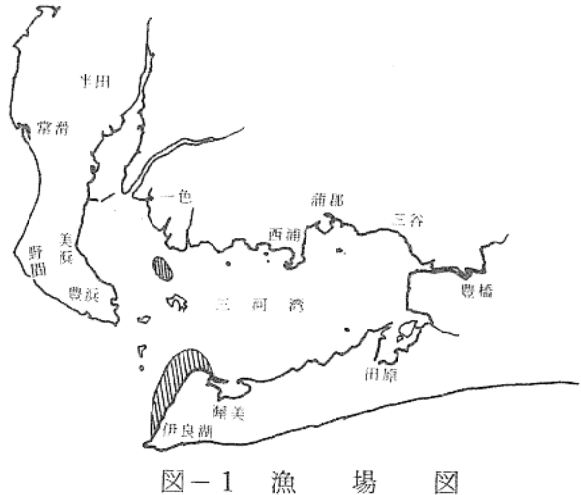 半田
常滑
一色
蒲郡
三谷
西浦
美浜
野間
豊浜
三河湾
豊橋
田原
渥美
伊良湖
図－1 漁場図